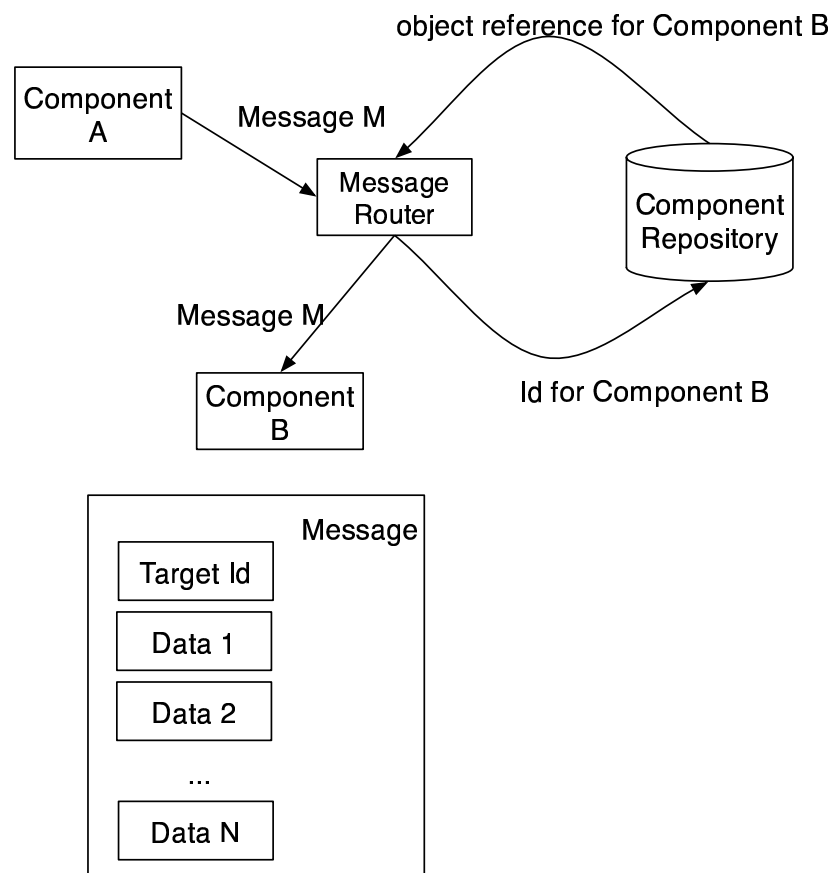 object reference for Component B
Component
A
Message M
Message
Router
Component
Repository
Message M
Component
B
Id for Component B
Message
Target Id
Data 1
Data 2
...
Data N